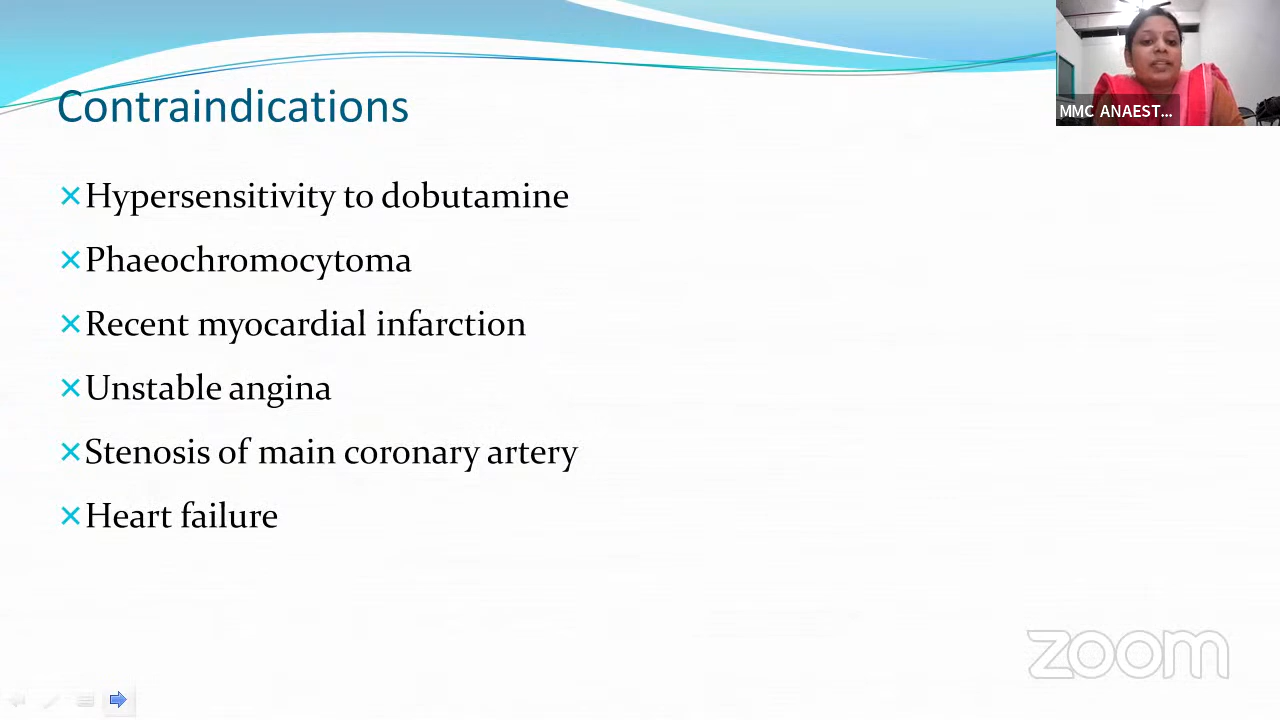 MMC ANAEST...
Contraindications
×Hypersensitivity to dobutamine
×Phaeochromocytoma
×Recent myocardial infarction
×Unstable angina
×Stenosis of main coronary artery
×Heart failure
zoom